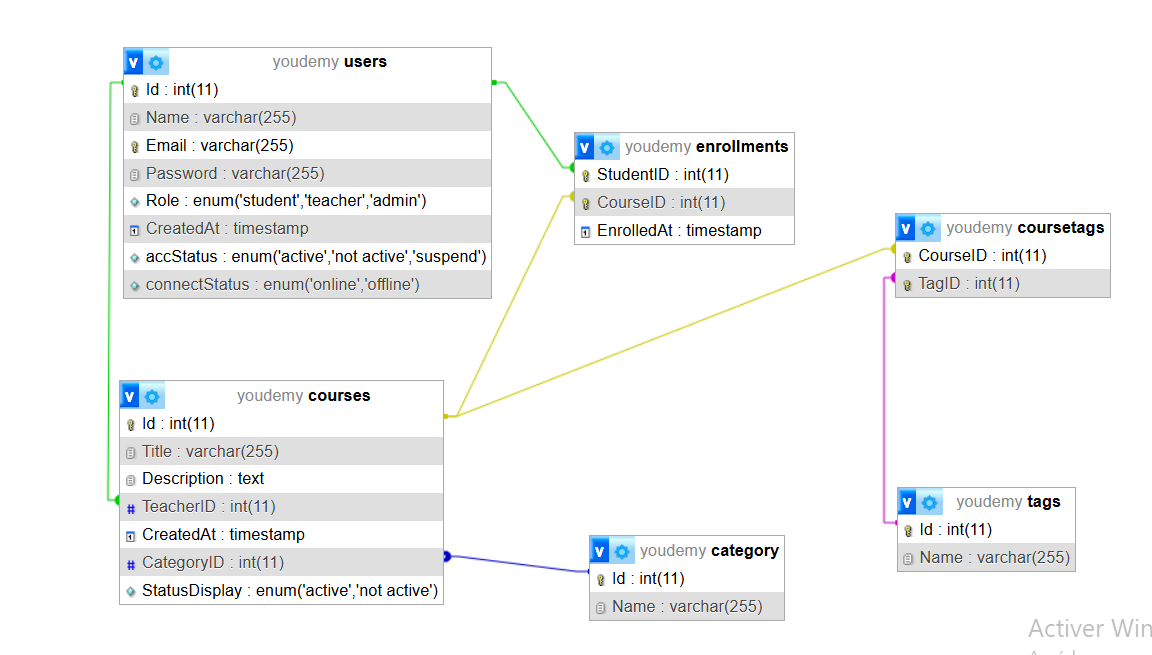 youdemy users
Id : int(11)
Name : varchar(255)
Email : varchar(255)
Password : varchar(255)
Role : enum('student','teacher','admin')
CreatedAt : timestamp
accStatus : enum('active','not active','suspend')
connectStatus : enum('online','offline')
youdemy enrollments
StudentID : int(11)
CourseID : int(11)
EnrolledAt : timestamp
youdemy coursetags
CourseID : int(11)
TagID : int(11)
youdemy courses
Id : int(11)
Title : varchar(255)
Description : text
TeacherID : int(11)
CreatedAt : timestamp
CategoryID : int(11)
StatusDisplay : enum('active','not active')
youdemy category
Id : int(11)
Name : varchar(255)
youdemy tags
Id : int(11)
Name : varchar(255)
Activer Win